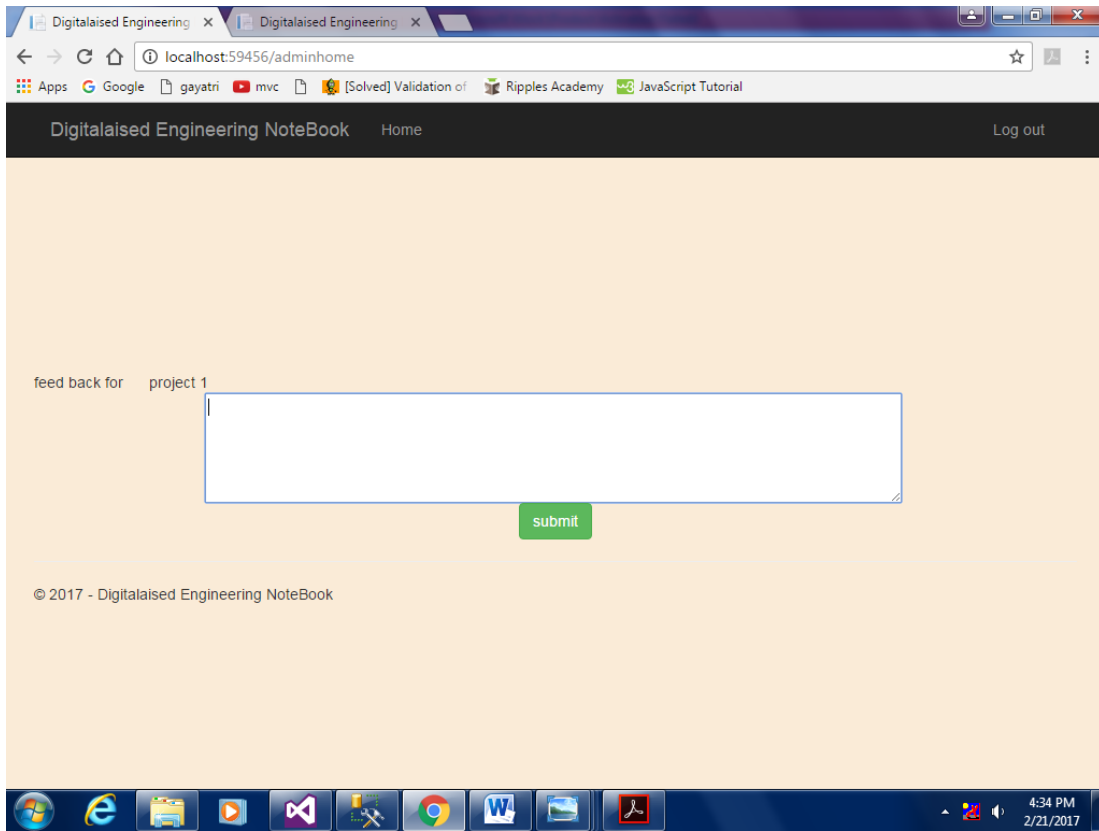 Digitalaised Engineering Digitalaised Engineering
localhost:59456/adminhome
Apps Google gayatri mvc [Solved] Validation of Ripples Academy JavaScript Tutorial
Digitalaised Engineering NoteBook Home Log out
feed back for project 1
submit
© 2017 - Digitalaised Engineering NoteBook
4:34 PM
2/21/2017